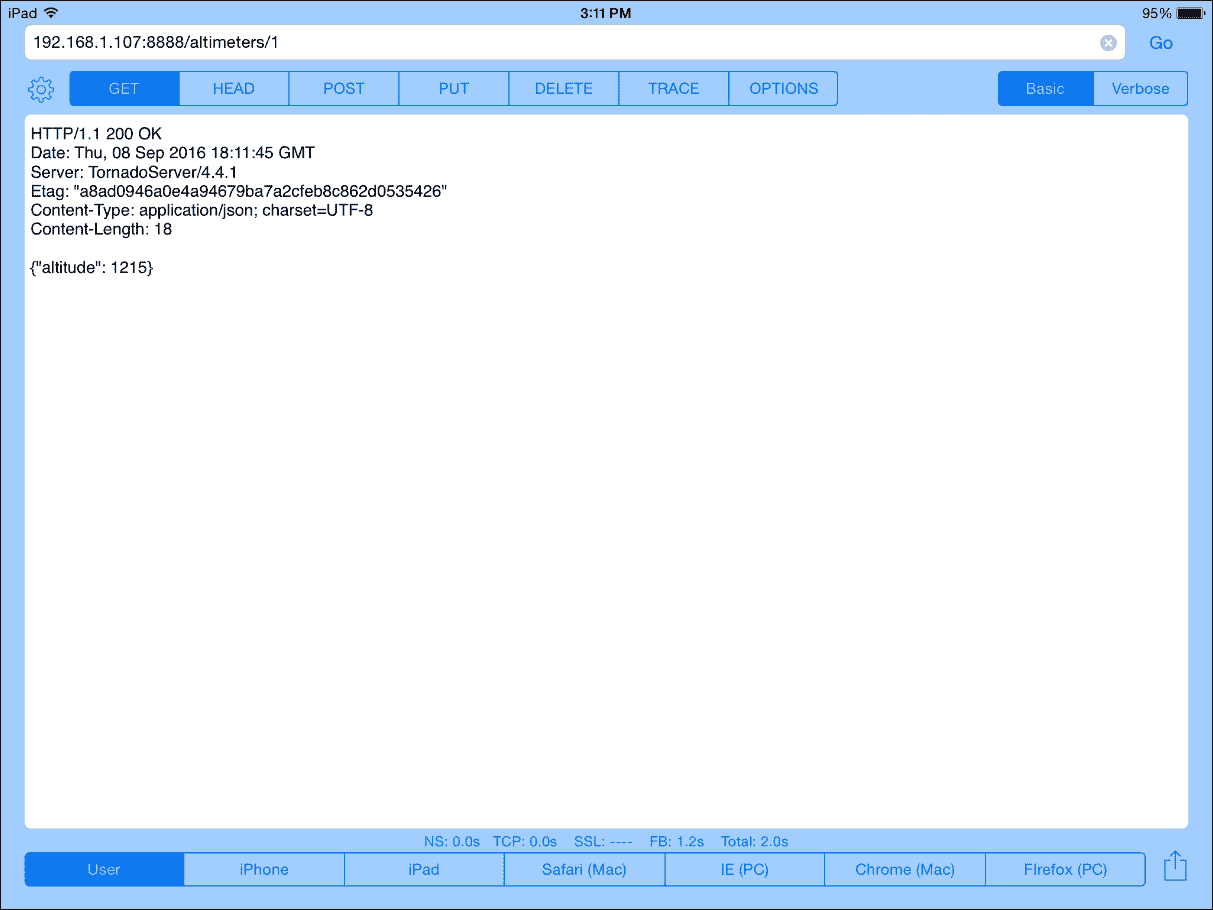 iPad 3:11 PM 95%
192.168.1.107:8888/altimeters/1 Go
GET HEAD POST PUT DELETE TRACE OPTIONS Basic Verbose
HTTP/1.1 200 OK
Date: Thu, 08 Sep 2016 18:11:45 GMT
Server: TornadoServer/4.4.1
Etag: "a8ad0946a0e4a94679ba7a2cfeb8c862d0535426"
Content-Type: application/json; charset=UTF-8
Content-Length: 18
{"altitude": 1215}
NS: 0.0s TCP: 0.0s SSL: ---- FB: 1.2s Total: 2.0s
User iPhone iPad Safari (Mac) IE (PC) Chrome (Mac) FIrefox (PC)